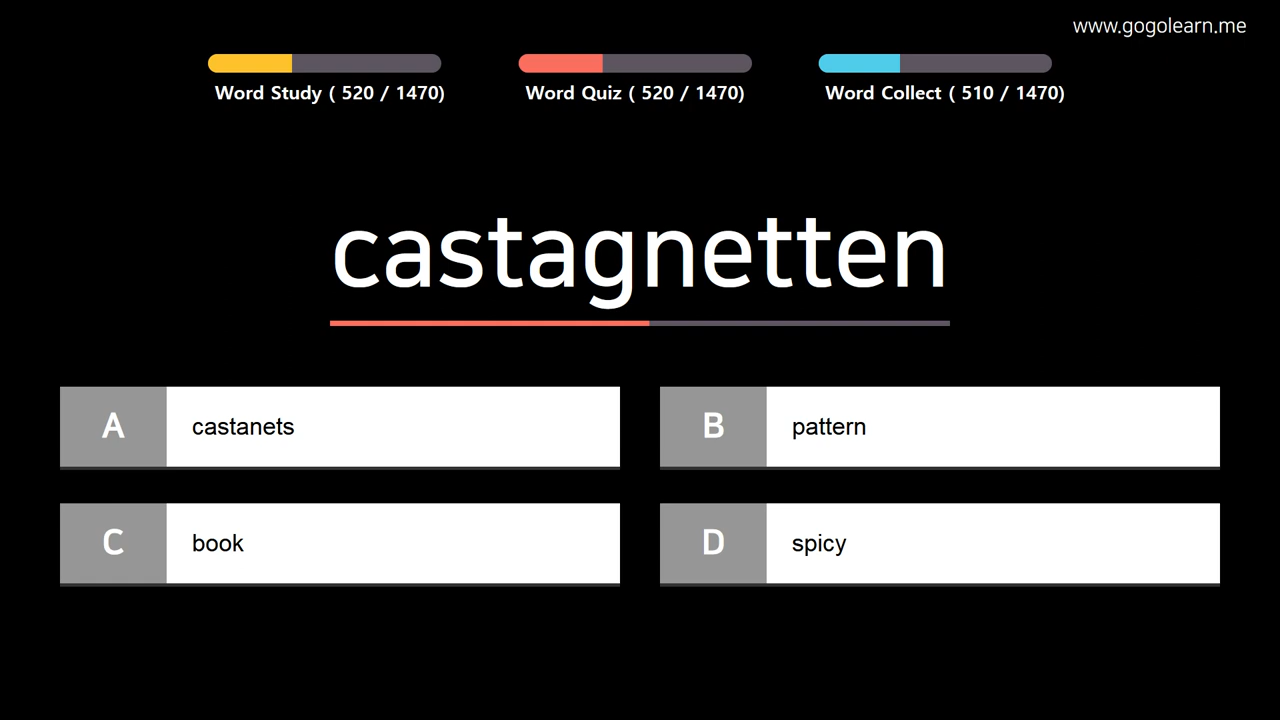 www.gogolearn.me
Word Study ( 520 / 1470)
Word Quiz ( 520 / 1470)
Word Collect ( 510 / 1470)
castagnetten
A castanets
B pattern
C book
D spicy